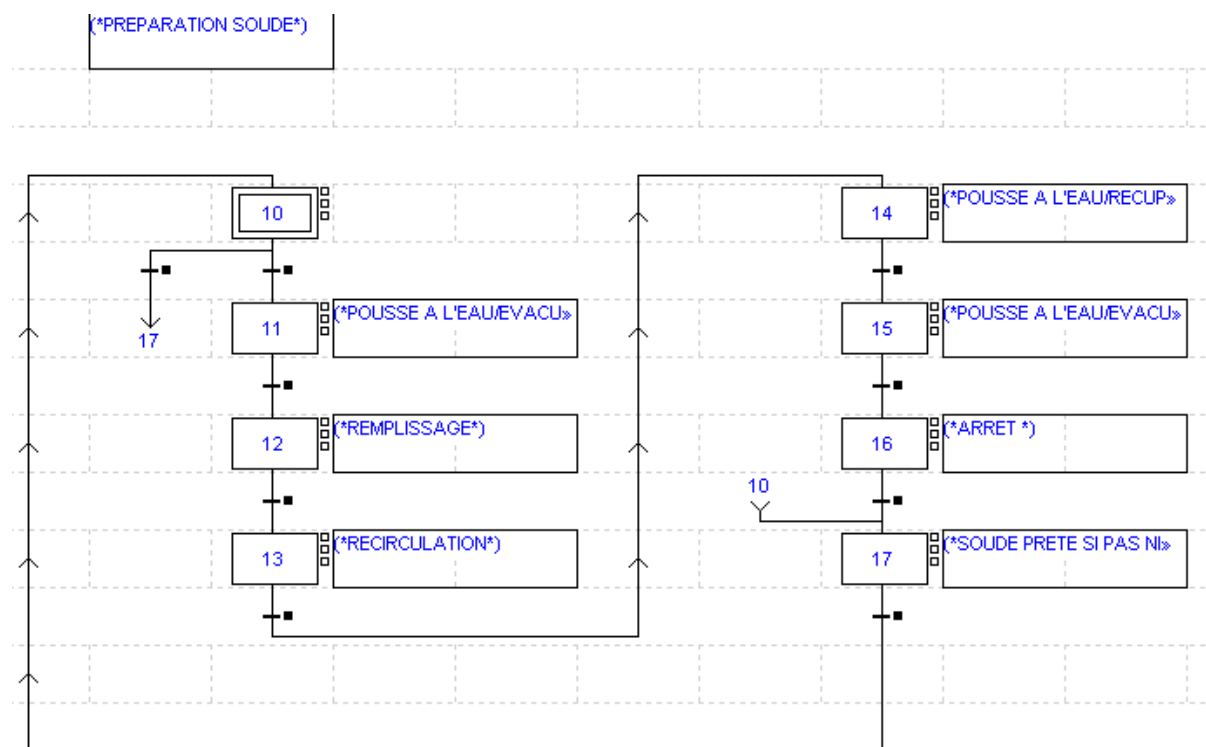 (*PREPARATION SOUDE*)
10
17
11
(*POUSSE A L'EAU/EVACU»
12
(*REMPLISSAGE*)
13
(*RECIRCULATION*)
14
(*POUSSE A L'EAU/RECUP»
15
(*POUSSE A L'EAU/EVACU»
16
(*ARRET *)
10
17
(*SOUDE PRETE SI PAS NI»